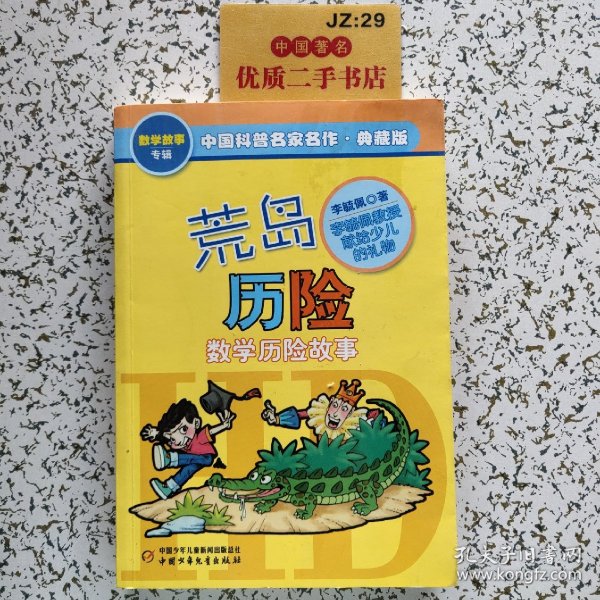 JZ:29
中国著名
优质二手书店
数学故事
专辑
中国科普名家名作·典藏版
荒岛
李毓佩◎著
李毓佩教授
献给少儿
的礼物
历险
数学历险故事
HD
中国少年儿童新闻出版总社
中国少年儿童出版社
孔夫子旧书网
www.kongfz.com